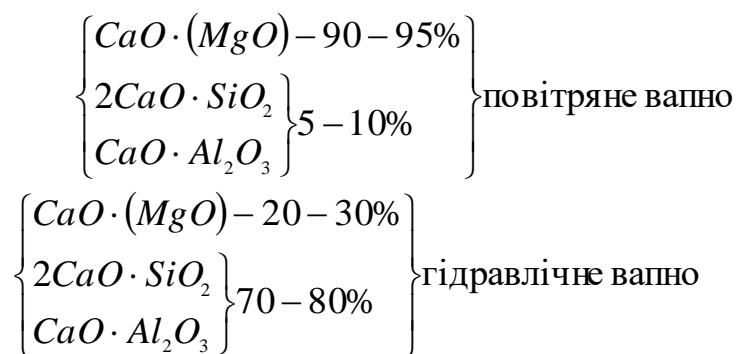 CaO · (MgO) – 90 – 95%
2CaO · SiO₂
5 – 10%
CaO · Al₂O₃
повітряне вапно
CaO · (MgO) – 20 – 30%
2CaO · SiO₂
70 – 80%
CaO · Al₂O₃
гідравлічне вапно